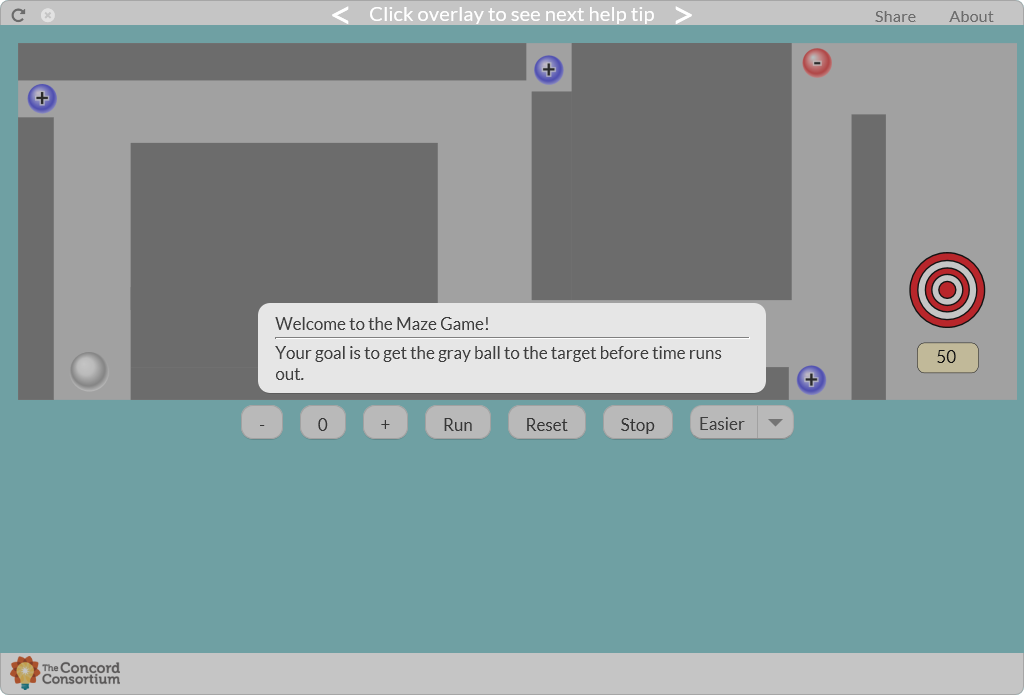 < Click overlay to see next help tip >
Share About
+
+
-
Welcome to the Maze Game!
Your goal is to get the gray ball to the target before time runs
out.
50
+
- 0 + Run Reset Stop Easier
The Concord
Consortium